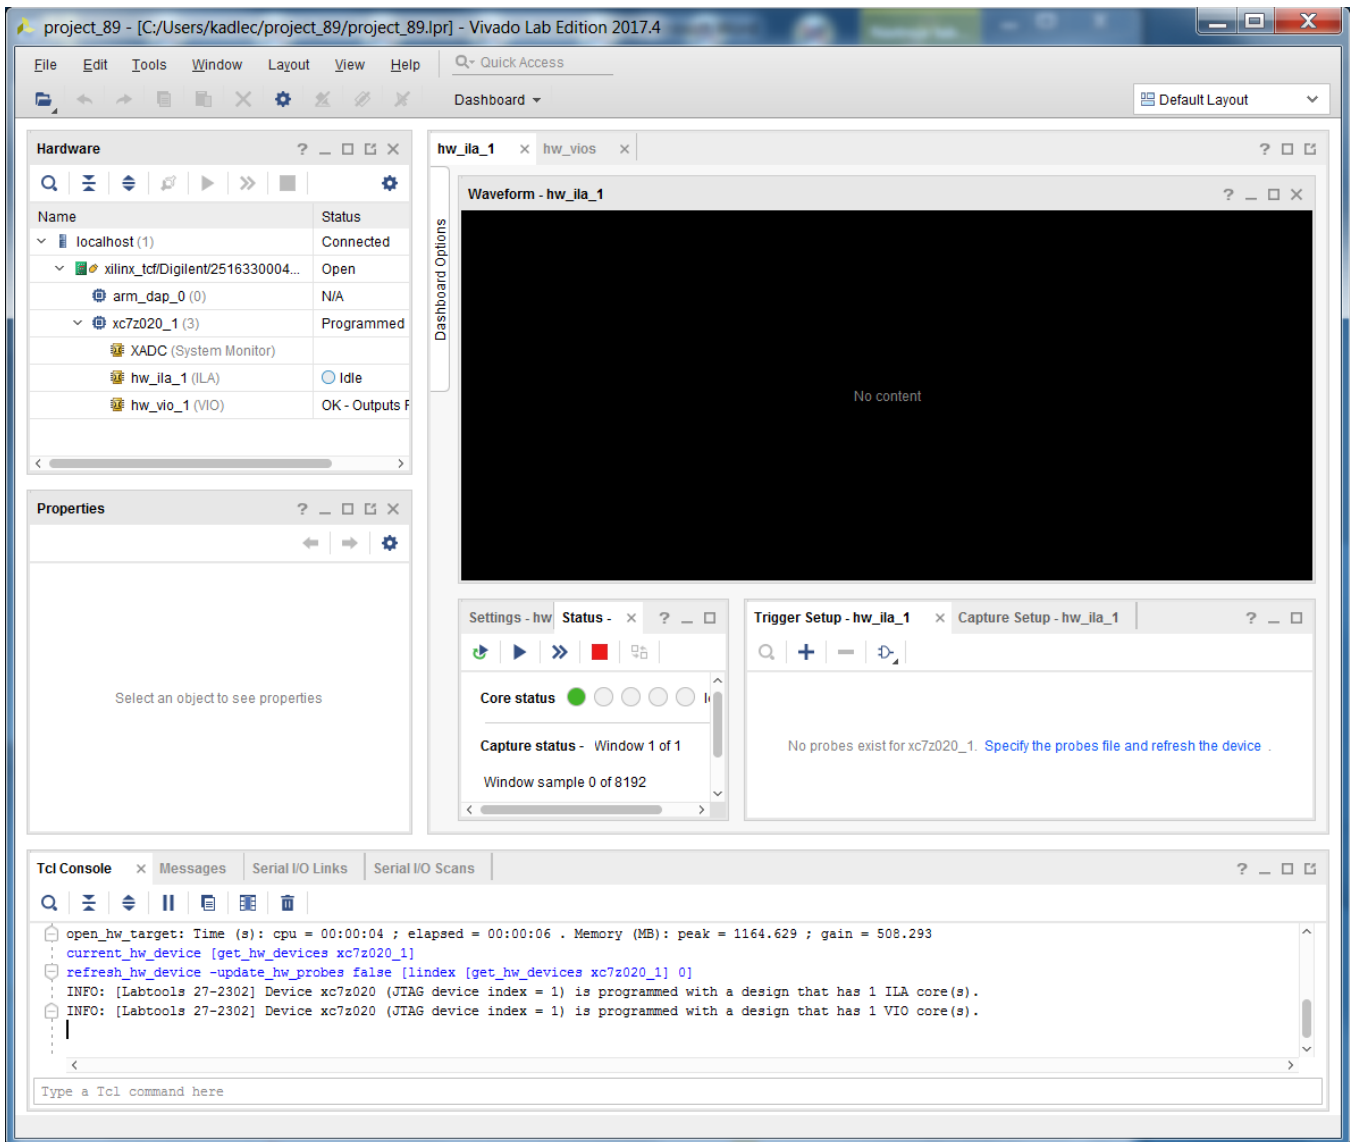 project_89 - [C:/Users/kadlec/project_89/project_89.lpr] - Vivado Lab Edition 2017.4
File Edit Tools Window Layout View Help Quick Access
Dashboard Default Layout
Hardware
Name Status
localhost (1) Connected
xilinx_tcf/Digilent/2516330004... Open
arm_dap_0 (0) N/A
xc7z020_1 (3) Programmed
XADC (System Monitor)
hw_ila_1 (ILA) Idle
hw_vio_1 (VIO) OK - Outputs
Properties
Select an object to see properties
hw_ila_1 hw_vios
Dashboard Options
Waveform - hw_ila_1
No content
Settings - hw Status -
Core status
Capture status - Window 1 of 1
Window sample 0 of 8192
Trigger Setup - hw_ila_1 Capture Setup - hw_ila_1
No probes exist for xc7z020_1. Specify the probes file and refresh the device .
Tcl Console Messages Serial I/O Links Serial I/O Scans
open_hw_target: Time (s): cpu = 00:00:04 ; elapsed = 00:00:06 . Memory (MB): peak = 1164.629 ; gain = 508.293
current_hw_device [get_hw_devices xc7z020_1]
refresh_hw_device -update_hw_probes false [lindex [get_hw_devices xc7z020_1] 0]
INFO: [Labtools 27-2302] Device xc7z020 (JTAG device index = 1) is programmed with a design that has 1 ILA core(s).
INFO: [Labtools 27-2302] Device xc7z020 (JTAG device index = 1) is programmed with a design that has 1 VIO core(s).
Type a Tcl command here